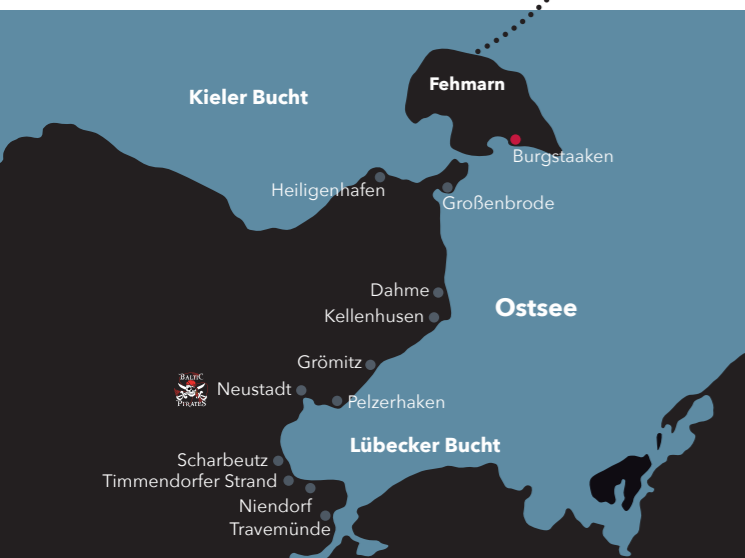 Fehmarn
Kieler Bucht
Burgstaaken
Heiligenhafen
Großenbrode
Dahme
Ostsee
Kellenhusen
Grömitz
BALTIC
PIRATES
Neustadt
Pelzerhaken
Lübecker Bucht
Scharbeutz
Timmendorfer Strand
Niendorf
Travemünde